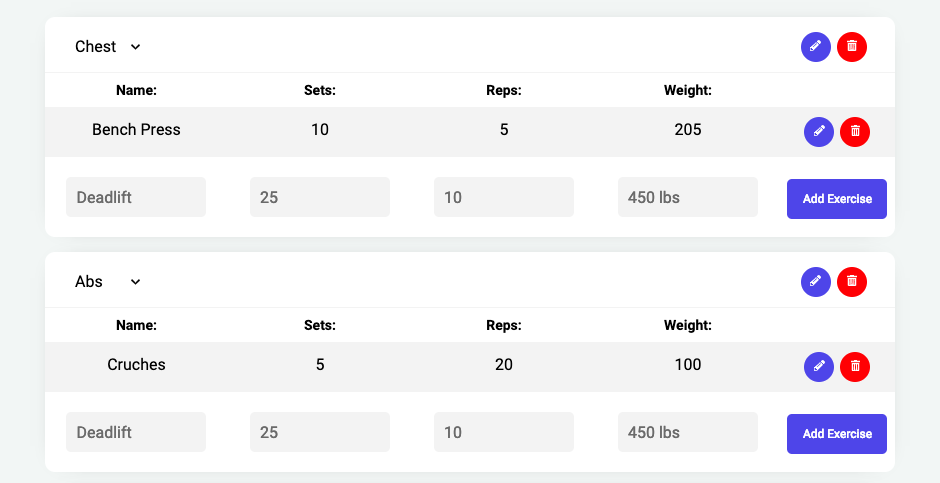 Chest
Name: Sets: Reps: Weight:
Bench Press 10 5 205
Deadlift 25 10 450 lbs Add Exercise
Abs
Name: Sets: Reps: Weight:
Cruches 5 20 100
Deadlift 25 10 450 lbs Add Exercise